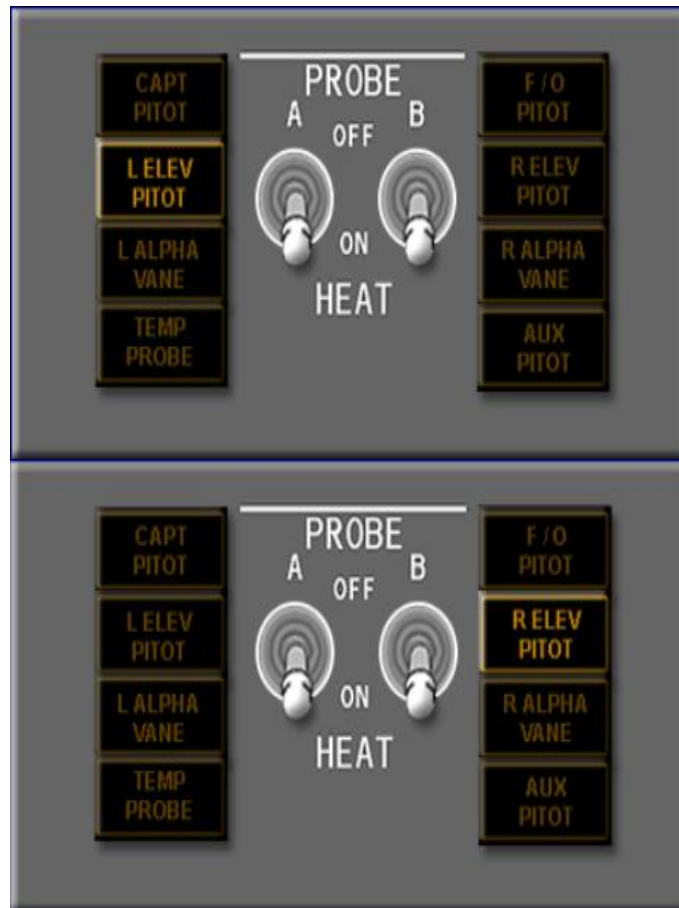 CAPT
PITOT
L ELEV
PITOT
L ALPHA
VANE
TEMP
PROBE
PROBE
A
OFF
B
ON
HEAT
F / O
PITOT
R ELEV
PITOT
R ALPHA
VANE
AUX
PITOT
CAPT
PITOT
L ELEV
PITOT
L ALPHA
VANE
TEMP
PROBE
PROBE
A
OFF
B
ON
HEAT
F / O
PITOT
R ELEV
PITOT
R ALPHA
VANE
AUX
PITOT